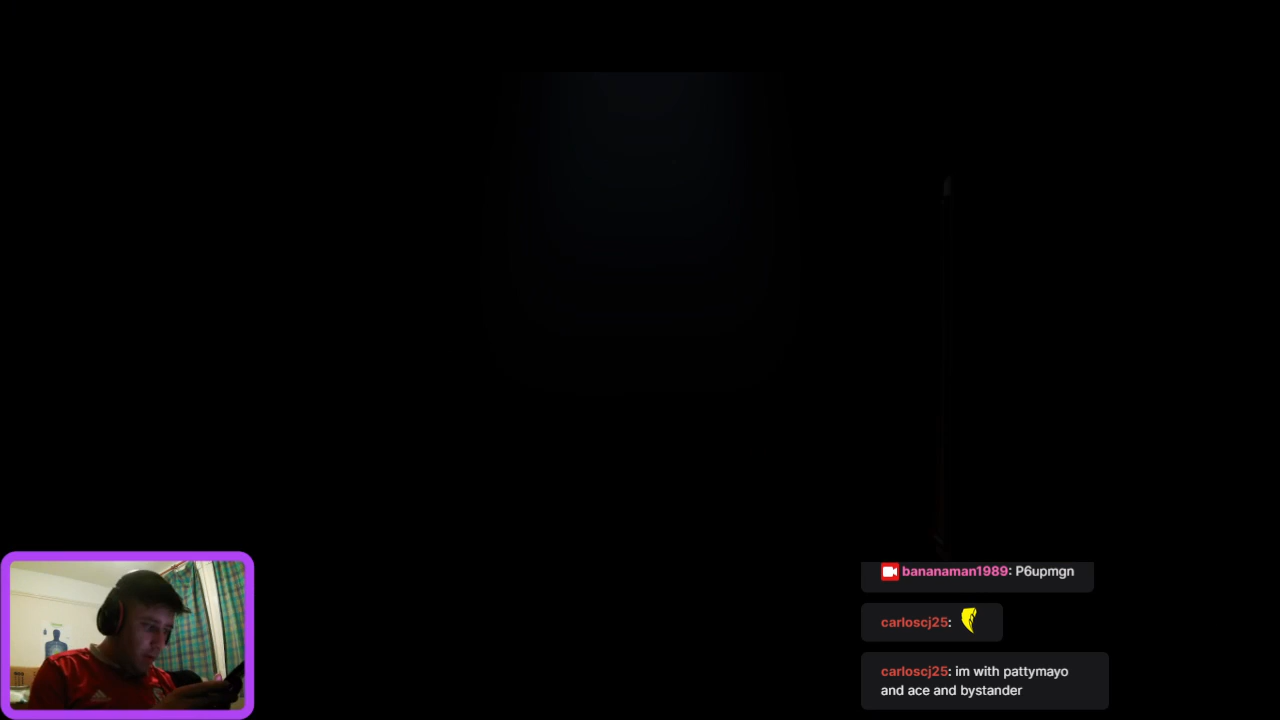 bananaman1989: P6upmgn
carloscj25:
carloscj25: im with pattymayo
and ace and bystander